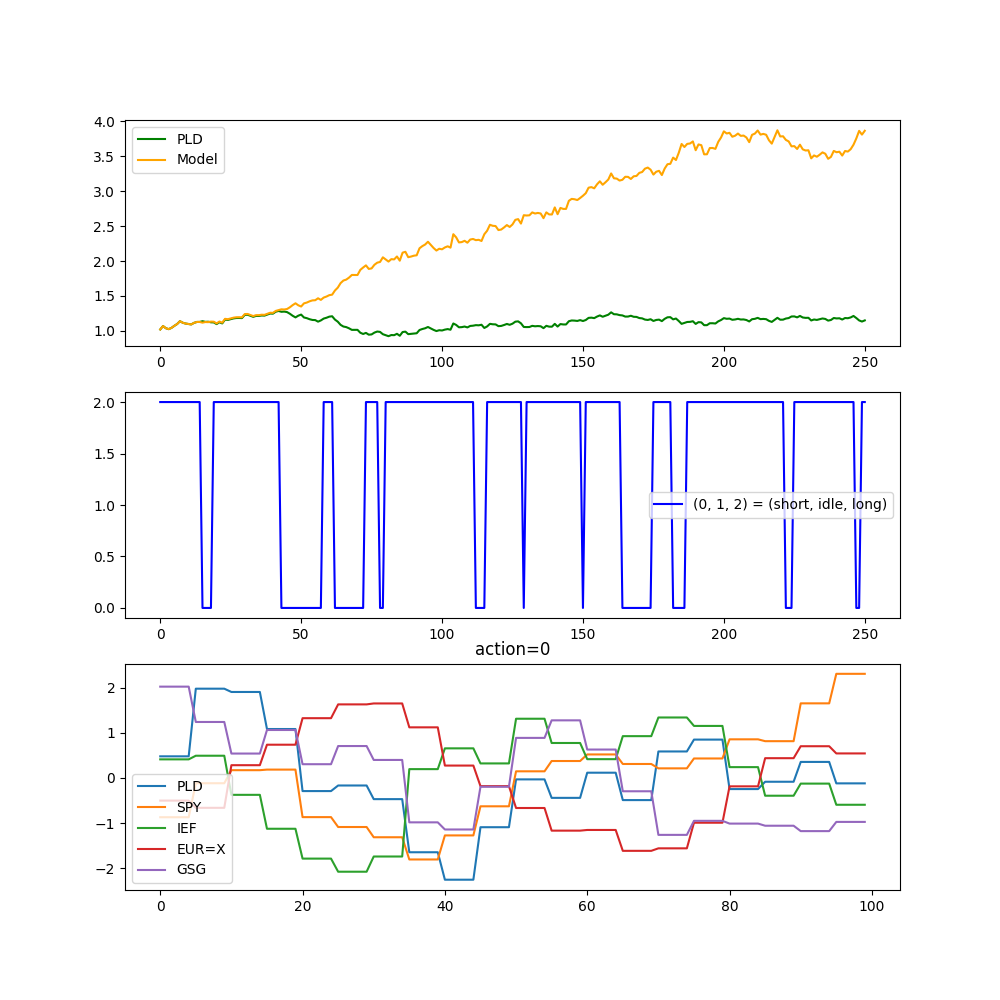 4.0
3.5
3.0
2.5
2.0
1.5
1.0
PLD
Model
0 50 100 150 200 250
2.0
1.5
1.0
0.5
0.0
(0, 1, 2) = (short, idle, long)
0 50 100 150 200 250
action=0
2
1
0
−1
−2
PLD
SPY
IEF
EUR=X
GSG
0 20 40 60 80 100